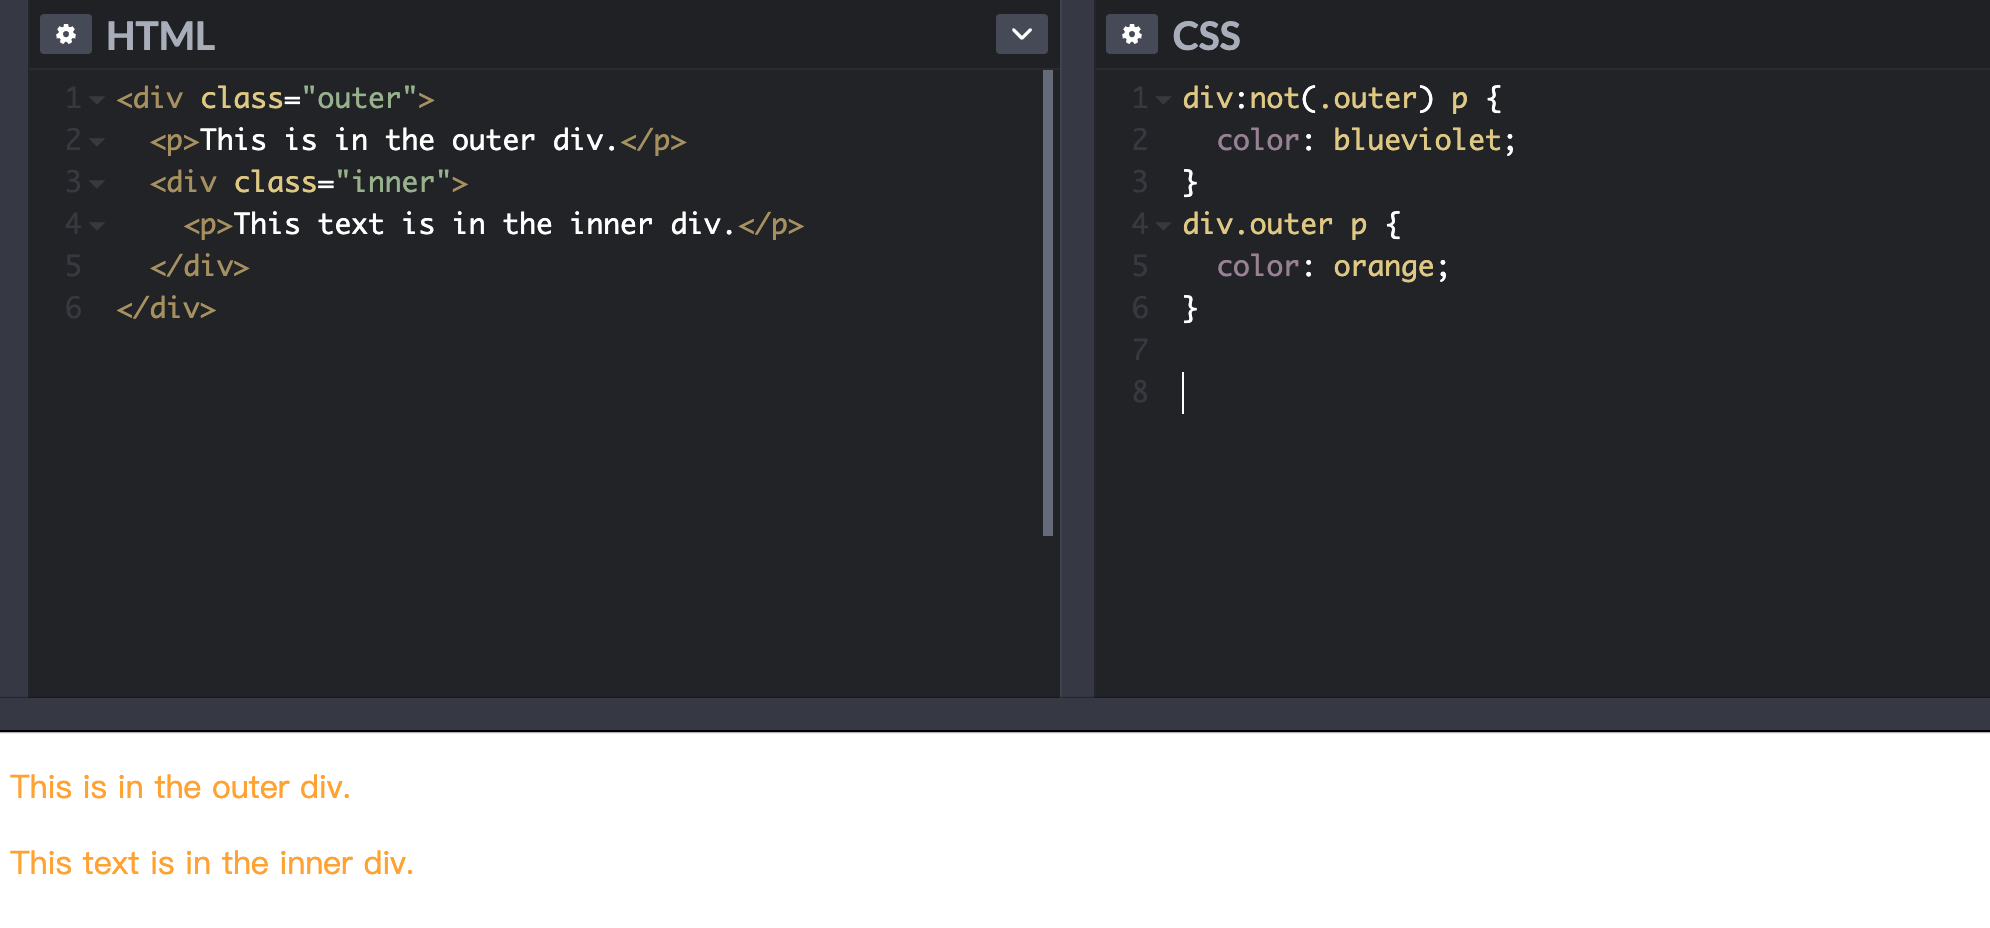 HTML
1 <div class="outer">
2   <p>This is in the outer div.</p>
3   <div class="inner">
4     <p>This text is in the inner div.</p>
5   </div>
6 </div>
CSS
1 div:not(.outer) p {
2   color: blueviolet;
3 }
4 div.outer p {
5   color: orange;
6 }
7
8
This is in the outer div.
This text is in the inner div.